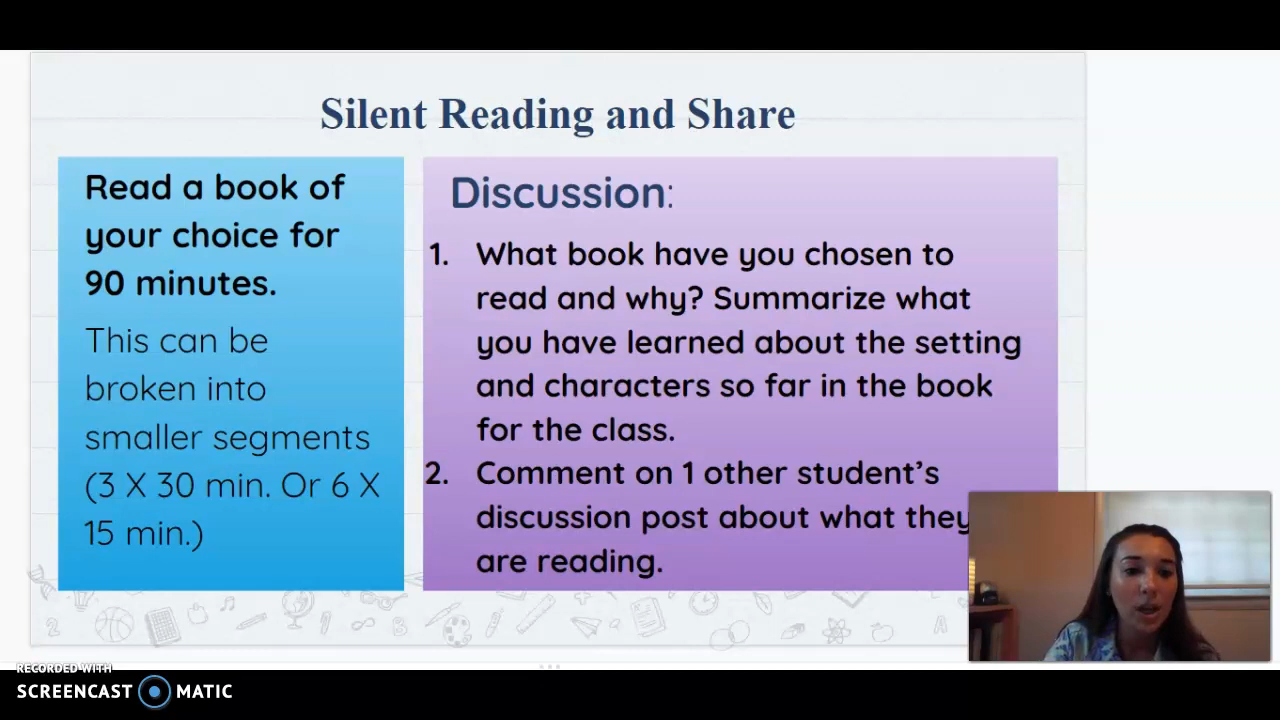 Silent Reading and Share
Read a book of
your choice for
90 minutes.
This can be
broken into
smaller segments
(3 X 30 min. Or 6 X
15 min.)
Discussion:
1. What book have you chosen to
read and why? Summarize what
you have learned about the setting
and characters so far in the book
for the class.
2. Comment on 1 other student’s
discussion post about what they
are reading.
RECORDED WITH
SCREENCAST MATIC